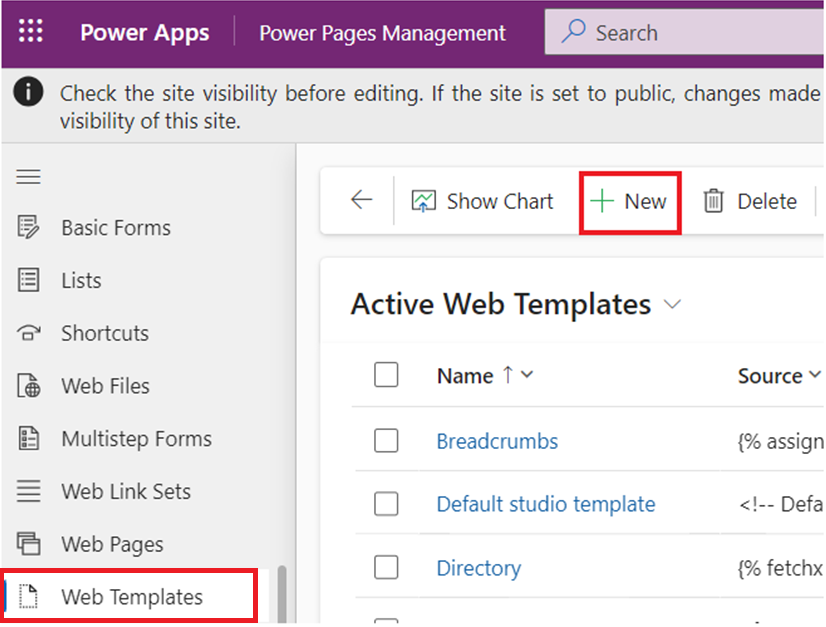 Power Apps Power Pages Management Search
Check the site visibility before editing. If the site is set to public, changes made
visibility of this site.
Show Chart New Delete
Basic Forms
Lists
Shortcuts
Web Files
Multistep Forms
Web Link Sets
Web Pages
Web Templates
Active Web Templates
Name Source
Breadcrumbs {% assign
Default studio template <!-- Defa
Directory {% fetchx